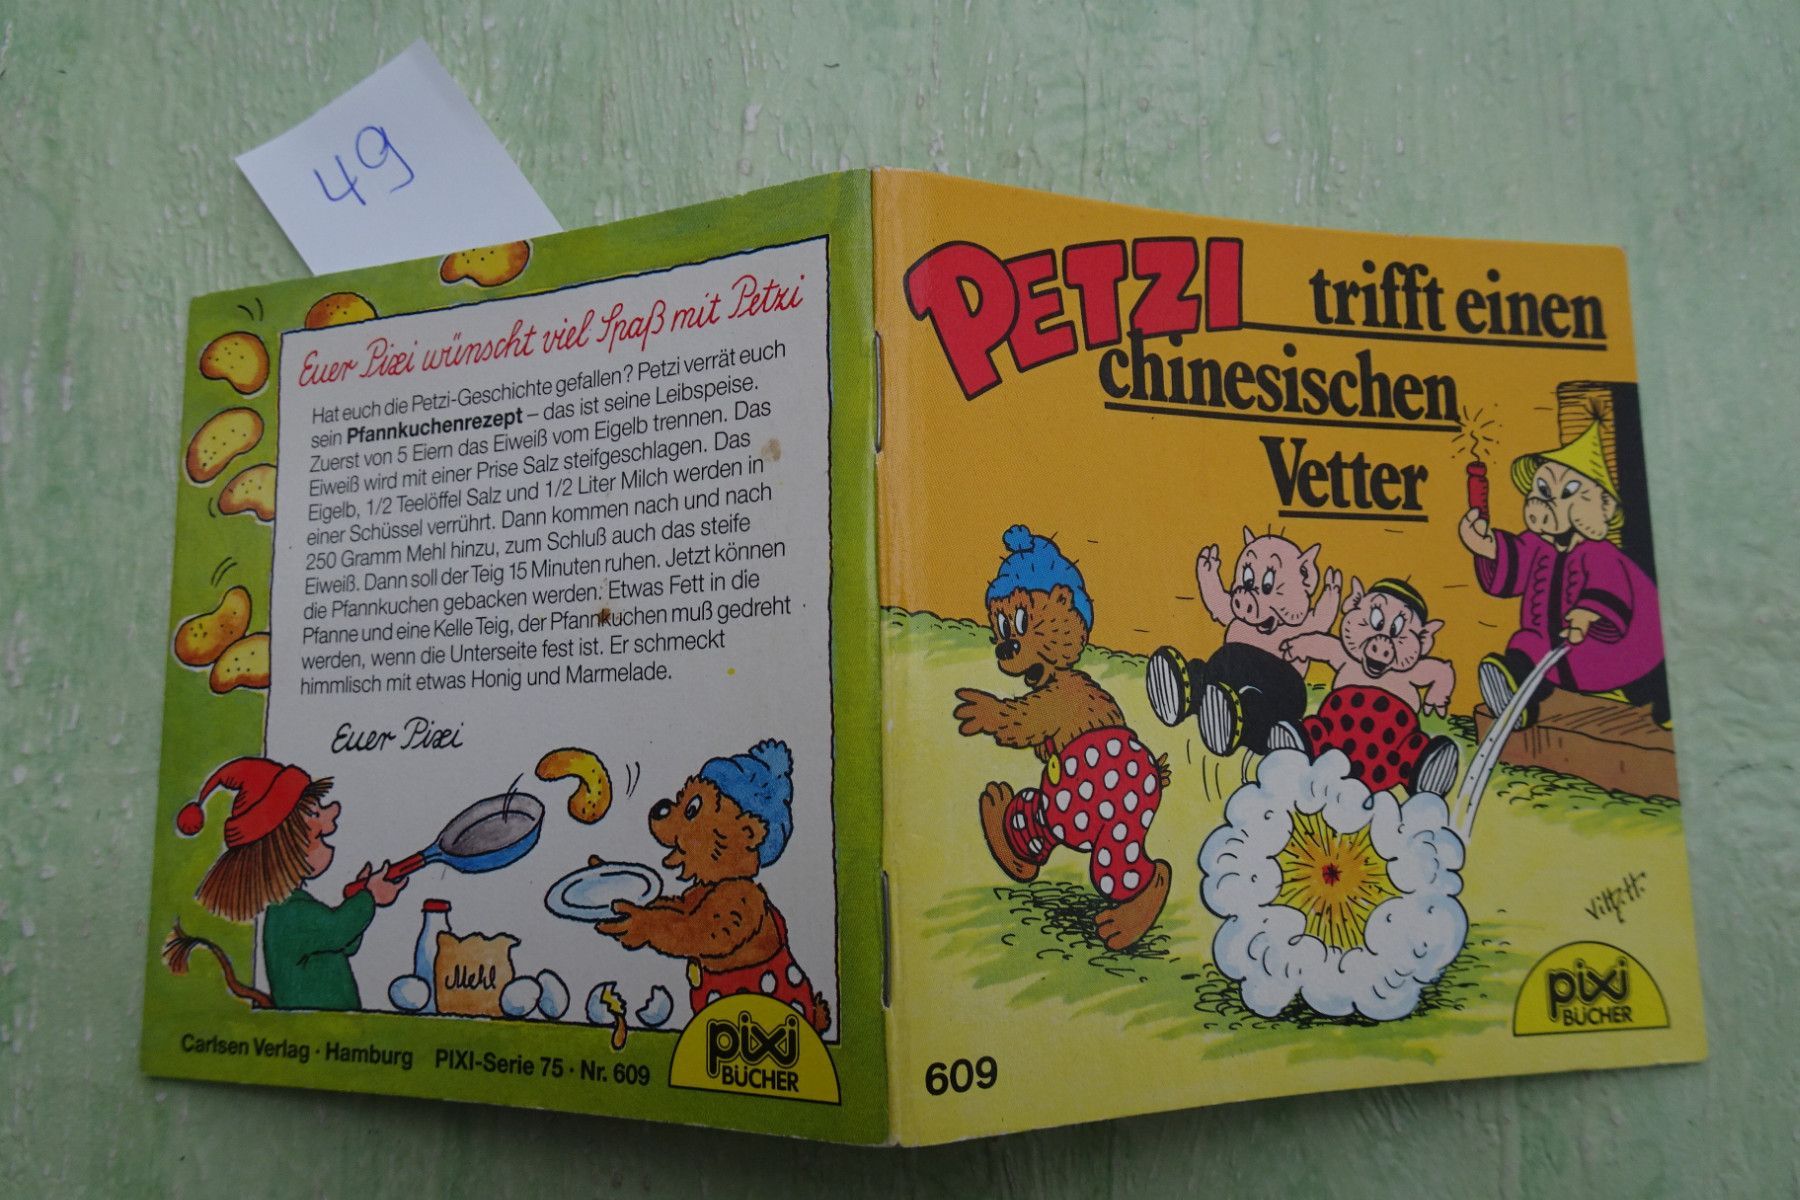 49
Euer Pixi wünscht viel Spaß mit Petzi
Hat euch die Petzi-Geschichte gefallen? Petzi verrät euch
sein Pfannkuchenrezept – das ist seine Leibspeise.
Zuerst von 5 Eiern das Eiweiß vom Eigelb trennen. Das
Eiweiß wird mit einer Prise Salz steifgeschlagen. Das
Eigelb, 1/2 Teelöffel Salz und 1/2 Liter Milch werden in
einer Schüssel verrührt. Dann kommen nach und nach
250 Gramm Mehl hinzu, zum Schluß auch das steife
Eiweiß. Dann soll der Teig 15 Minuten ruhen. Jetzt können
die Pfannkuchen gebacken werden: Etwas Fett in die
Pfanne und eine Kelle Teig, der Pfannkuchen muß gedreht
werden, wenn die Unterseite fest ist. Er schmeckt
himmlisch mit etwas Honig und Marmelade.
Euer Pixi
Mehl
Carlsen Verlag · Hamburg PIXI-Serie 75 · Nr. 609
pixi
BÜCHER
PETZI trifft einen
chinesischen
Vetter
Vilh. H.
pixi
BÜCHER
609